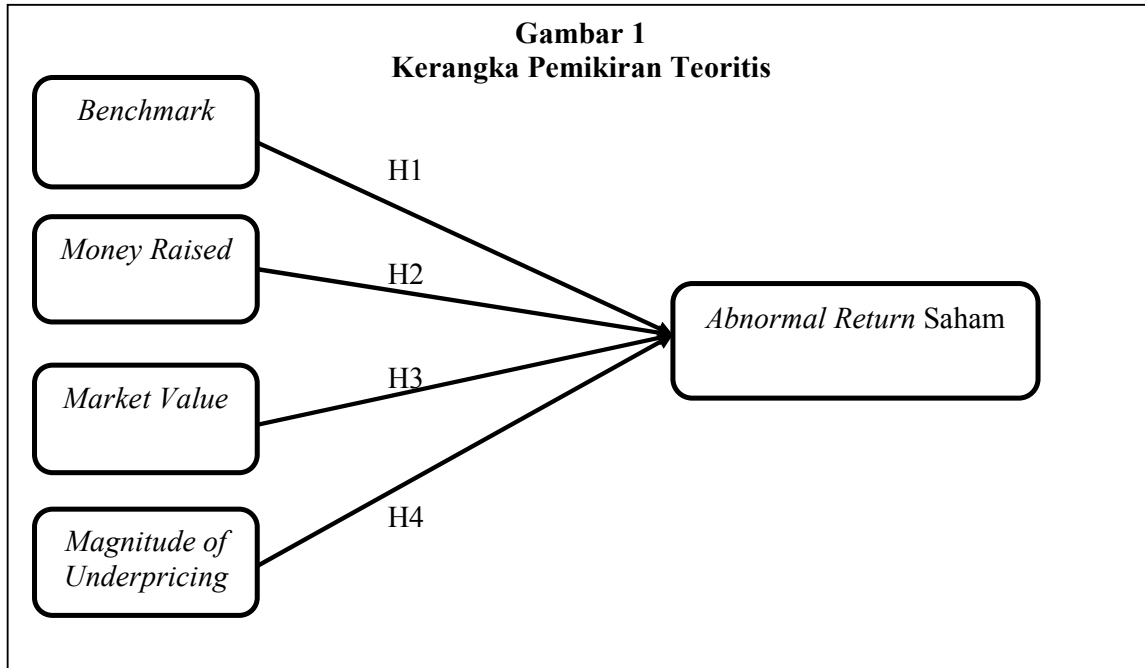 Gambar 1
Kerangka Pemikiran Teoritis
Benchmark
H1
Money Raised
H2
Abnormal Return Saham
Market Value
H3
H4
Magnitude of
Underpricing